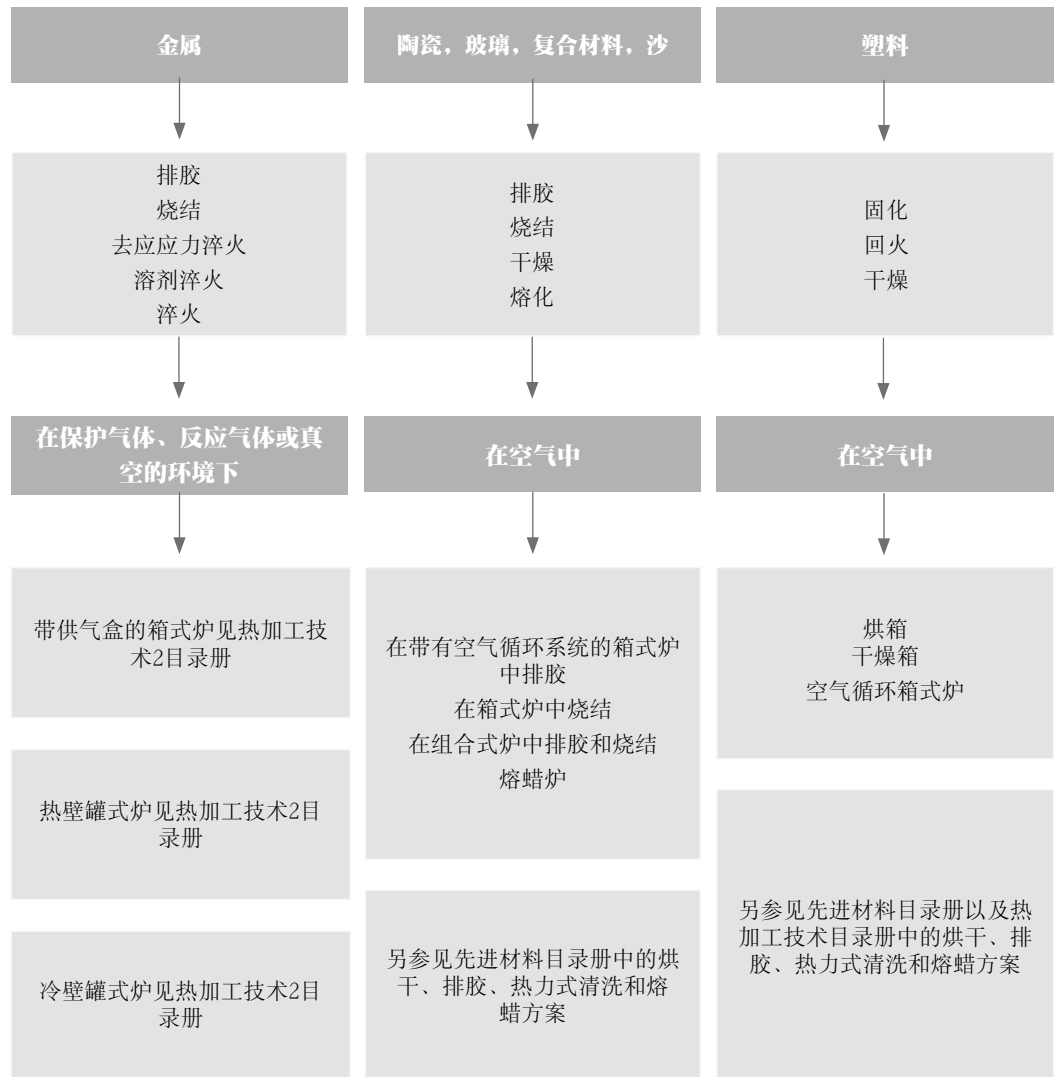 金属
排胶
烧结
去应应力淬火
溶剂淬火
淬火
在保护气体、反应气体或真
空的环境下
带供气盒的箱式炉见热加工技
术2目录册
热壁罐式炉见热加工技术2目
录册
冷壁罐式炉见热加工技术2目
录册
陶瓷，玻璃，复合材料，沙
排胶
烧结
干燥
熔化
在空气中
在带有空气循环系统的箱式炉
中排胶
在箱式炉中烧结
在组合式炉中排胶和烧结
熔蜡炉
另参见先进材料目录册中的烘
干、排胶、热力式清洗和熔
蜡方案
塑料
固化
回火
干燥
在空气中
烘箱
干燥箱
空气循环箱式炉
另参见先进材料目录册以及热
加工技术目录册中的烘干、排
胶、热力式清洗和熔蜡方案